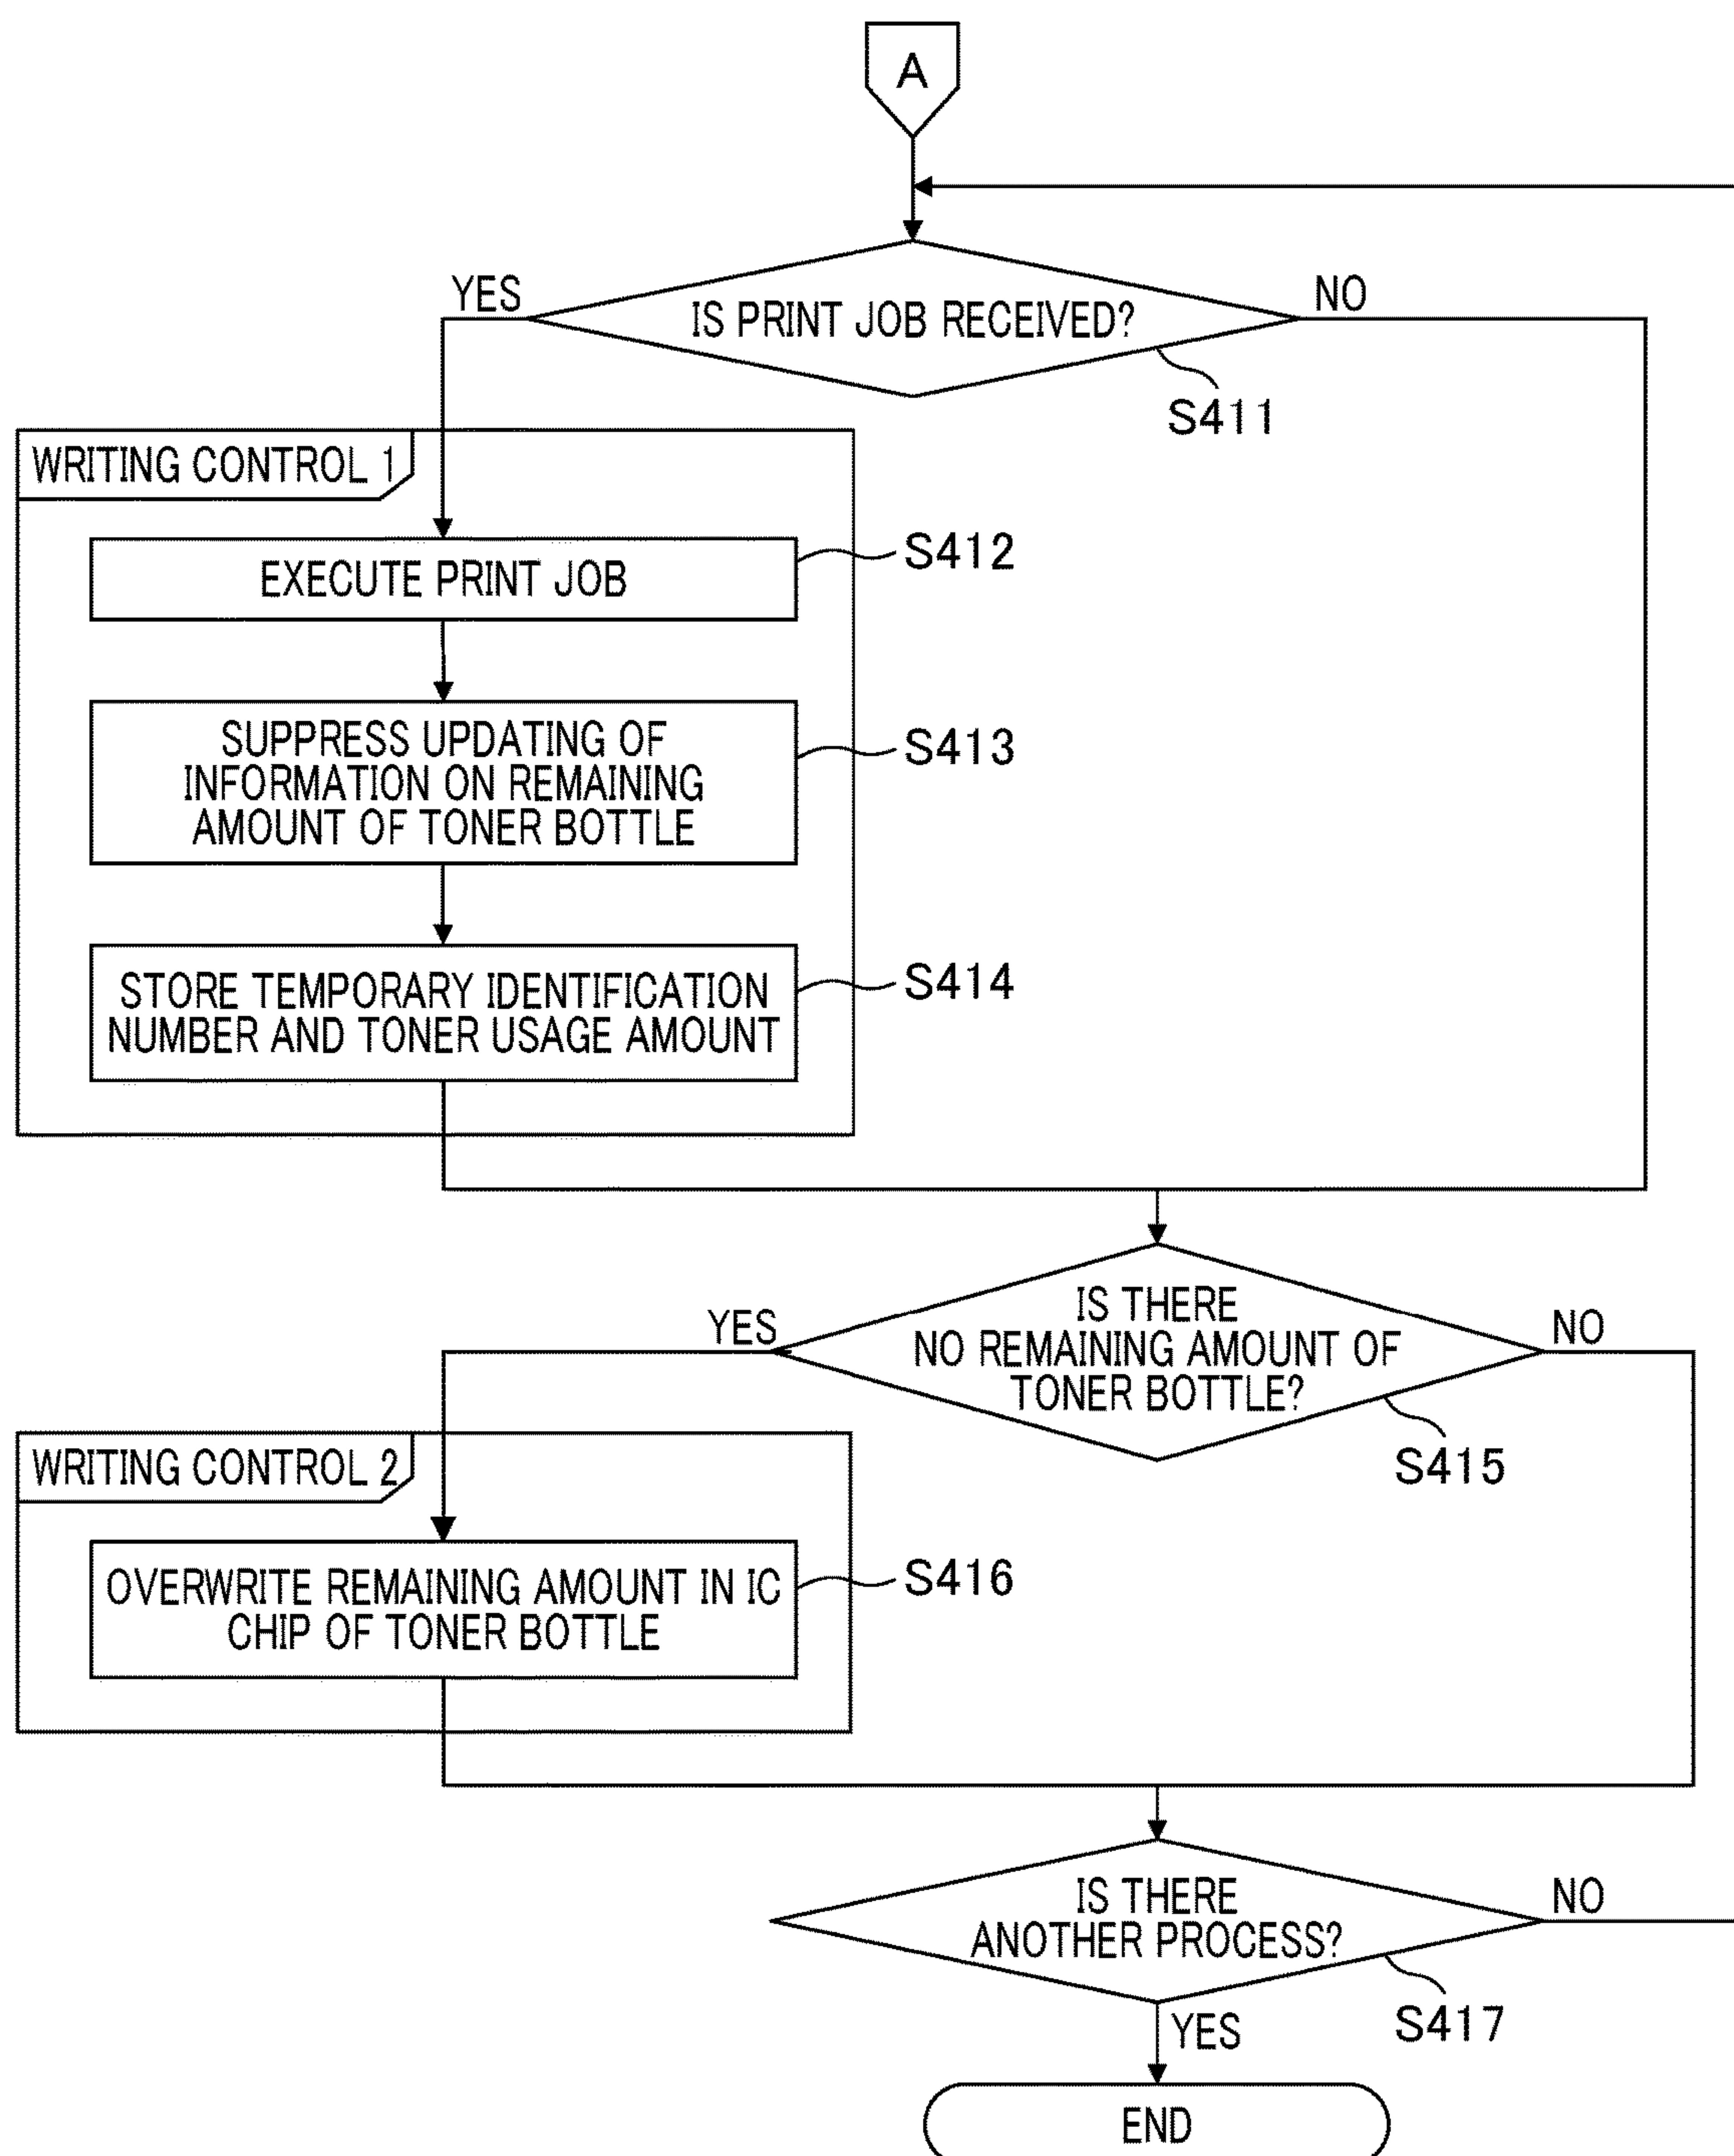 A
YES
IS PRINT JOB RECEIVED?
NO
S411
WRITING CONTROL 1
EXECUTE PRINT JOB
S412
SUPPRESS UPDATING OF
INFORMATION ON REMAINING
AMOUNT OF TONER BOTTLE
S413
STORE TEMPORARY IDENTIFICATION
NUMBER AND TONER USAGE AMOUNT
S414
YES
IS THERE
NO REMAINING AMOUNT OF
TONER BOTTLE?
NO
S415
WRITING CONTROL 2
OVERWRITE REMAINING AMOUNT IN IC
CHIP OF TONER BOTTLE
S416
IS THERE
ANOTHER PROCESS?
NO
S417
YES
END